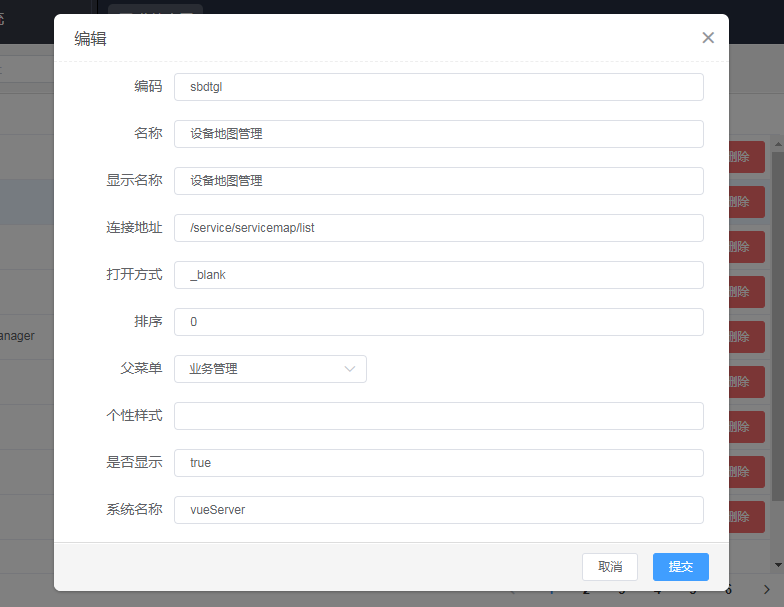 编辑
编码 sbdtgl
名称 设备地图管理
显示名称 设备地图管理
删除
连接地址 /service/servicemap/list
删除
删除
打开方式 _blank
删除
排序 0
anager
删除
父菜单 业务管理
删除
个性样式
删除
是否显示 true
删除
系统名称 vueServer
删除
取消 提交